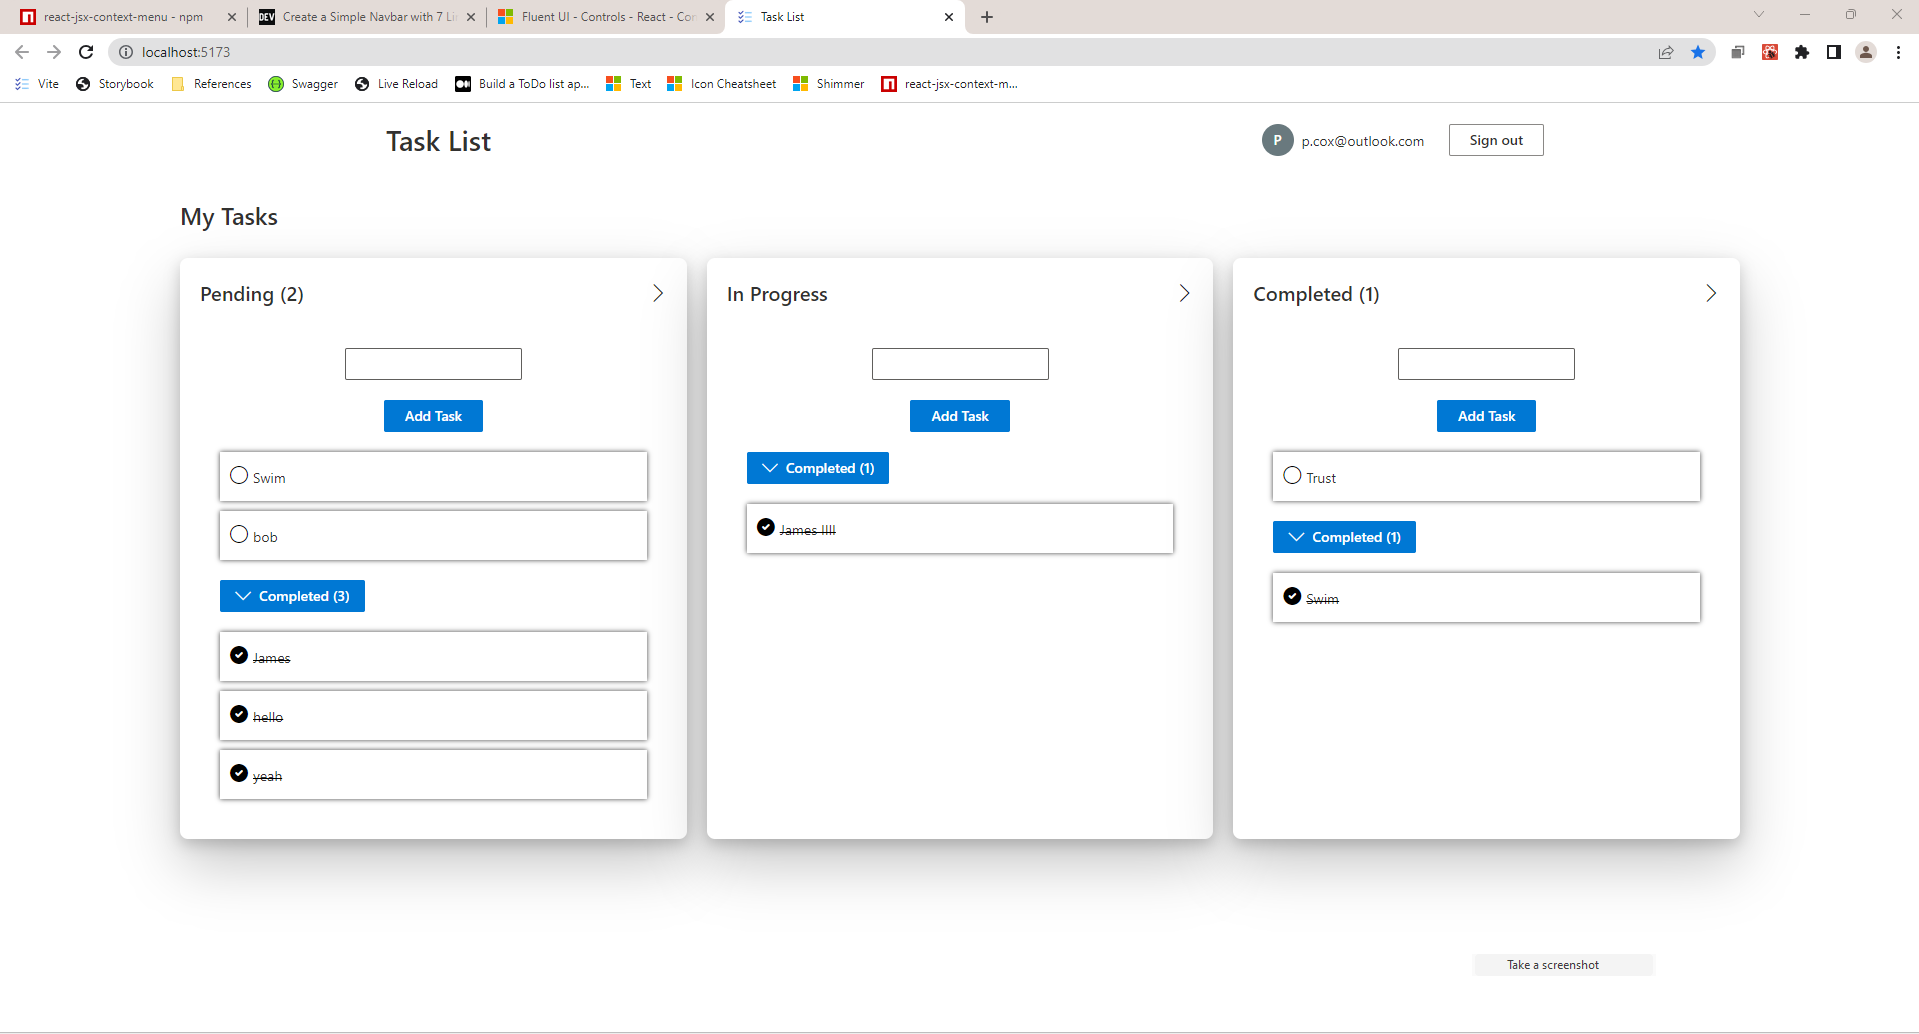 react-jsx-context-menu - npm
DEV Create a Simple Navbar with 7 Li
Fluent UI - Controls - React - Co
Task List
localhost:5173
Vite Storybook References Swagger Live Reload Build a ToDo list ap... Text Icon Cheatsheet Shimmer react-jsx-context-m...
Task List
P p.cox@outlook.com Sign out
My Tasks
Pending (2)
Add Task
Swim
bob
Completed (3)
James
hello
yeah
In Progress
Add Task
Completed (1)
James IIII
Completed (1)
Add Task
Trust
Completed (1)
Swim
Take a screenshot